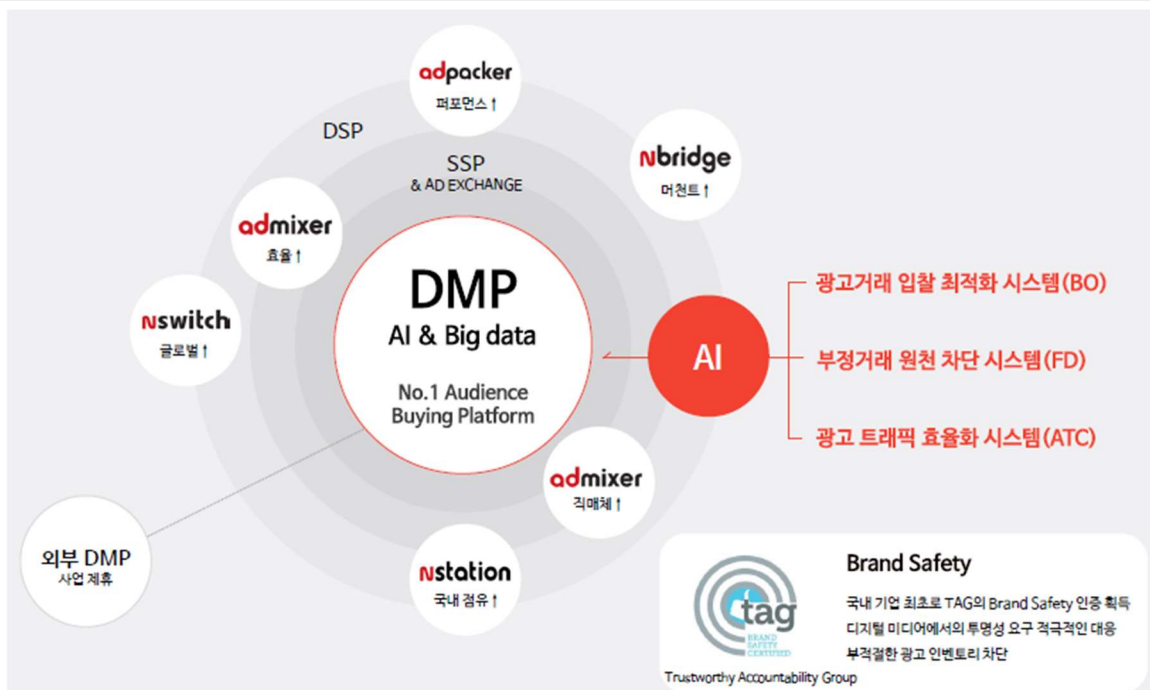 adpacker
퍼포먼스 ↑
DSP
SSP
& AD EXCHANGE
Nbridge
머천트 ↑
admixer
효율 ↑
Nswitch
글로벌 ↑
DMP
AI & Big data
No.1 Audience
Buying Platform
AI
광고거래 입찰 최적화 시스템(BO)
부정거래 원천 차단 시스템(FD)
광고 트래픽 효율화 시스템(ATC)
admixer
직매체 ↑
Nstation
국내 점유 ↑
외부 DMP
사업 제휴
tag
BRAND
SAFETY
CERTIFIED
Trustworthy Accountability Group
Brand Safety
국내 기업 최초로 TAG의 Brand Safety 인증 획득
디지털 미디어에서의 투명성 요구 적극적인 대응
부적절한 광고 인벤토리 차단